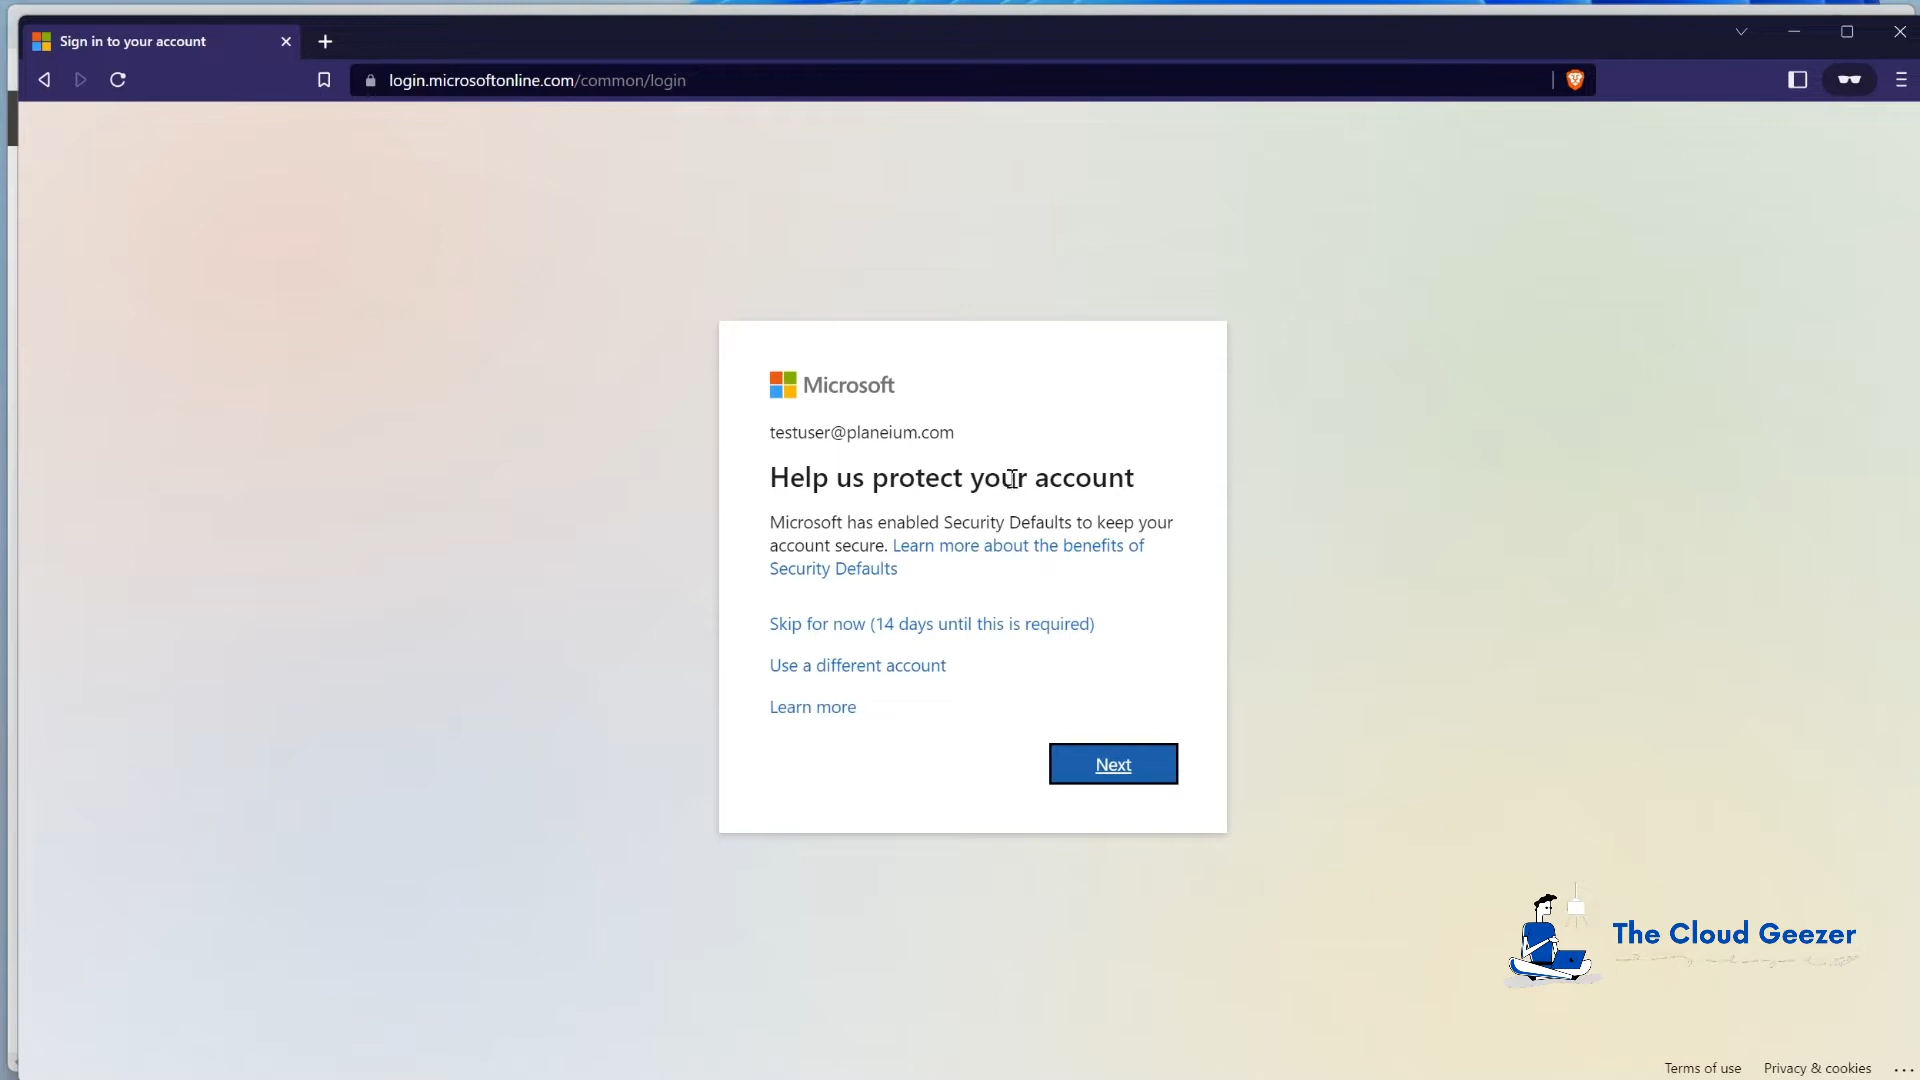 Sign in to your account
login.microsoftonline.com/common/login
Microsoft
testuser@planeium.com
Help us protect your account
Microsoft has enabled Security Defaults to keep your
account secure. Learn more about the benefits of
Security Defaults
Skip for now (14 days until this is required)
Use a different account
Learn more
Next
The Cloud Geezer
Terms of use Privacy & cookies ...